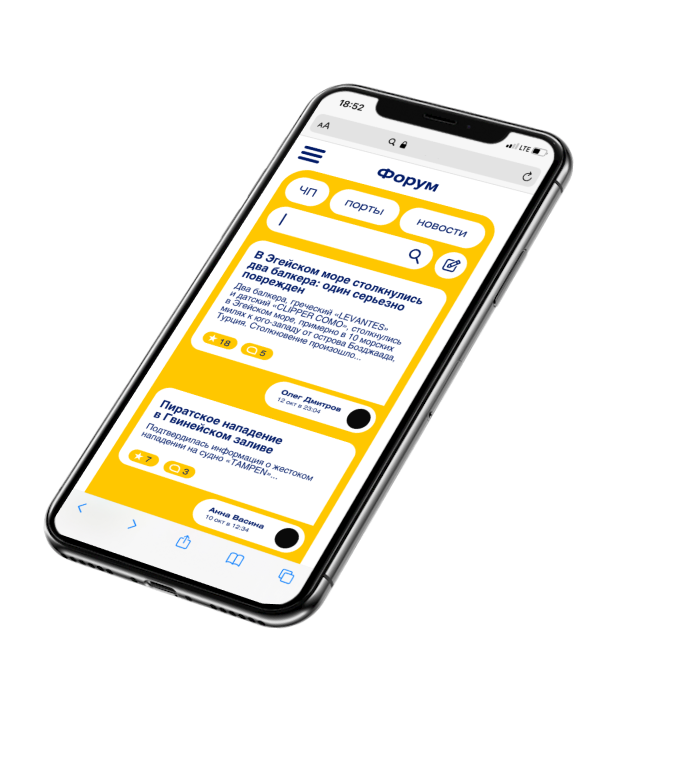 18:52
LTE
AA
Форум
ЧП
ПОРТЫ
НОВОСТИ
В Эгейском море столкнулись
два балкера: один серьезно
поврежден
Два балкера, греческий «LEVANTES»
и датский «CLIPPER COMO», столкнулись
в Эгейском море, примерно в 10 морских
милях к юго-западу от острова Бозджаада,
Турция. Столкновение произошло...
18
5
Олег Дмитров
12 окт в 23:04
Пиратское нападение
в Гвинейском заливе
Подтвердилась информация о жестоком
нападении на судно «TAMPEN»...
7
3
Анна Васина
10 окт в 12:34